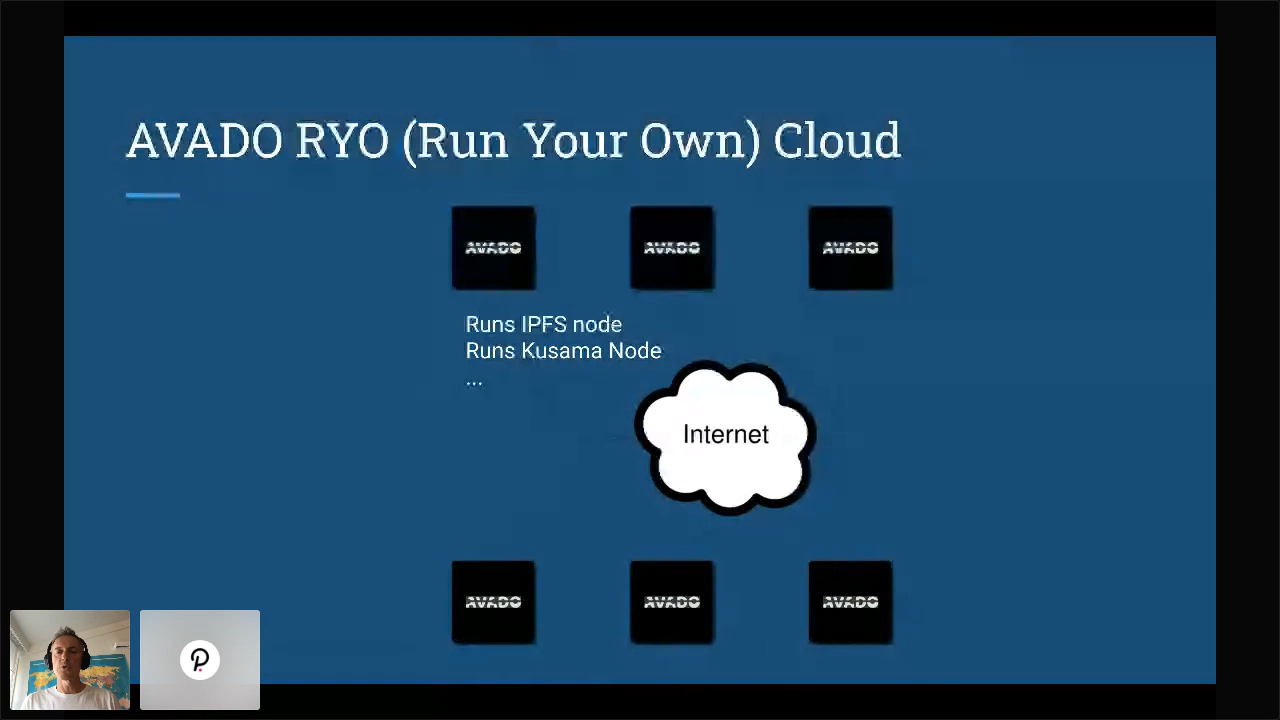 AVADO RYO (Run Your Own) Cloud
AVADO AVADO AVADO
Runs IPFS node
Runs Kusama Node
...
Internet
AVADO AVADO AVADO